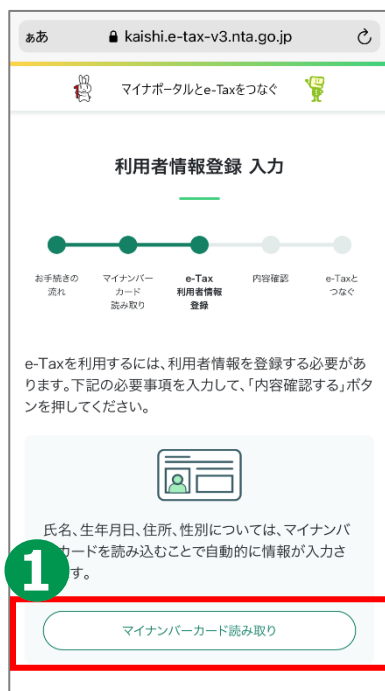 ぁあ kaishi.e-tax-v3.nta.go.jp
マイナポータルとe-Taxをつなぐ
利用者情報登録 入力
お手続きの
流れ
マイナンバー
カード
読み取り
e-Tax
利用者情報
登録
内容確認
e-Taxと
つなぐ
e-Taxを利用するには、利用者情報を登録する必要があ
ります。下記の必要事項を入力して、「内容確認する」ボタ
ンを押してください。
氏名、生年月日、住所、性別については、マイナンバ
カードを読み込むことで自動的に情報が入力さ
す。
1
マイナンバーカード読み取り